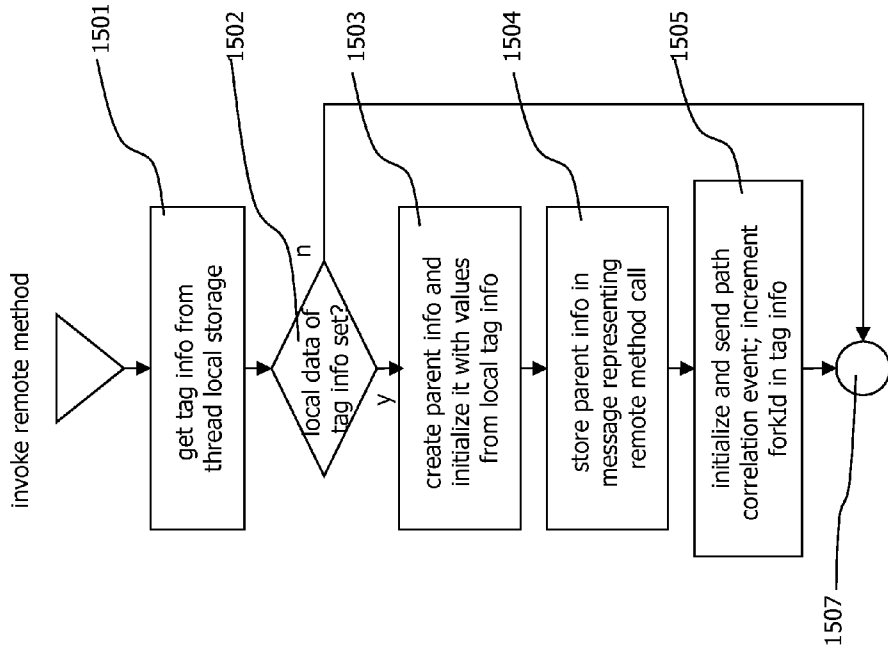 invoke remote method
1501
get tag info from
thread local storage
1502
local data of
tag info set?
n
y
1503
create parent info and
initialize it with values
from local tag info
1504
store parent info in
message representing
remote method call
1505
initialize and send path
correlation event; increment
forkId in tag info
1507